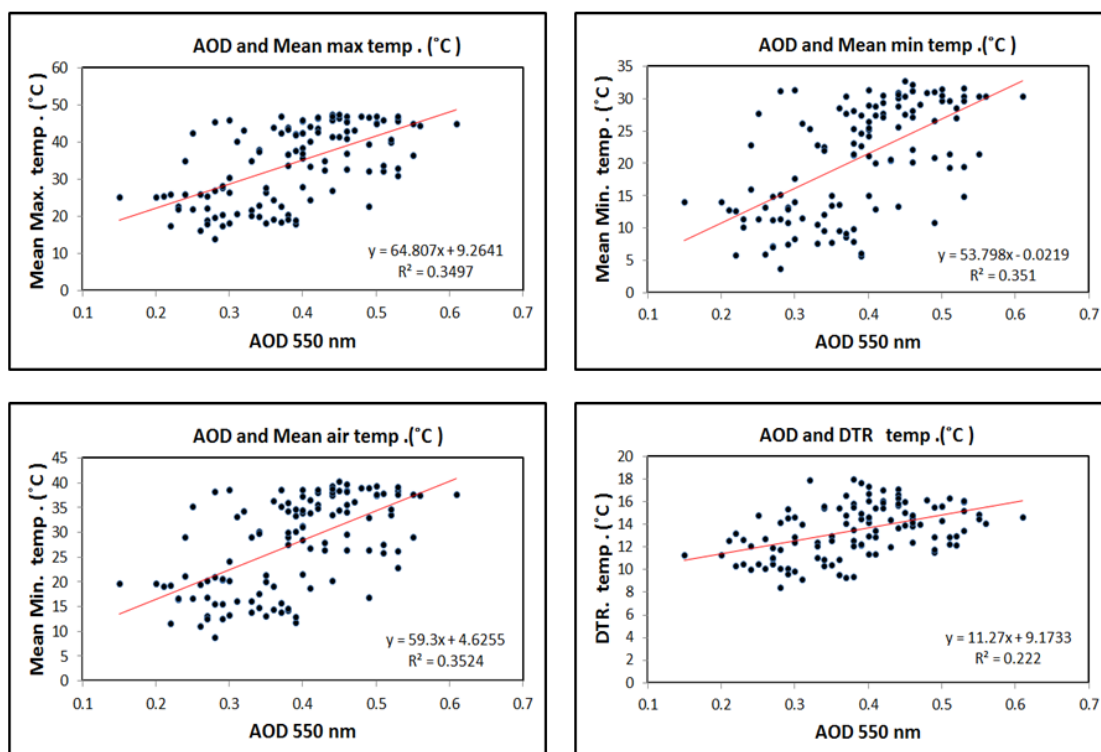 AOD and Mean max temp . (˚C )
Mean Max. temp . (˚C )
60
50
40
30
20
10
0
y = 64.807x + 9.2641
R² = 0.3497
0.1 0.2 0.3 0.4 0.5 0.6 0.7
AOD 550 nm
AOD and Mean min temp .(˚C )
Mean Min. temp . (˚C )
35
30
25
20
15
10
5
0
y = 53.798x - 0.0219
R² = 0.351
0.1 0.2 0.3 0.4 0.5 0.6 0.7
AOD 550 nm
AOD and Mean air temp .(˚C )
Mean Min. temp . (˚C )
45
40
35
30
25
20
15
10
5
0
y = 59.3x + 4.6255
R² = 0.3524
0.1 0.2 0.3 0.4 0.5 0.6 0.7
AOD 550 nm
AOD and DTR temp .(˚C )
DTR. temp . (˚C )
20
18
16
14
12
10
8
6
4
2
0
y = 11.27x + 9.1733
R² = 0.222
0.1 0.2 0.3 0.4 0.5 0.6 0.7
AOD 550 nm